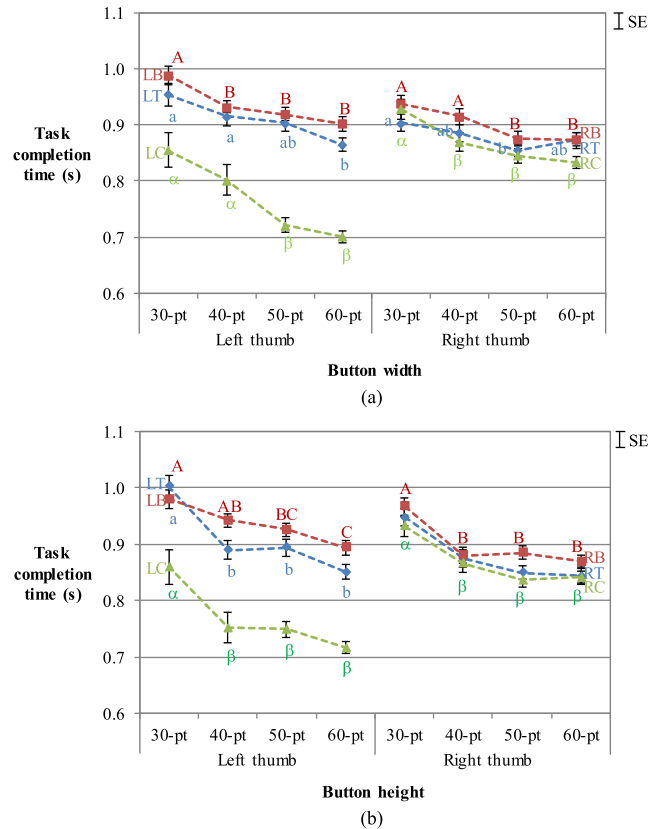 1.1
SE
1.0
0.9
0.8
0.7
0.6
Task
completion
time (s)
LB
LT
LC
A B B B
a a ab b
α α β β
A A B B
a ab b ab
α β β β
RB
RT
RC
30-pt 40-pt 50-pt 60-pt 30-pt 40-pt 50-pt 60-pt
Left thumb Right thumb
Button width
(a)
1.1
SE
1.0
0.9
0.8
0.7
0.6
Task
completion
time (s)
LT
LB
LC
A AB BC C
a b b b
α β β β
A B B B
α β β β
RB
RT
RC
30-pt 40-pt 50-pt 60-pt 30-pt 40-pt 50-pt 60-pt
Left thumb Right thumb
Button height
(b)